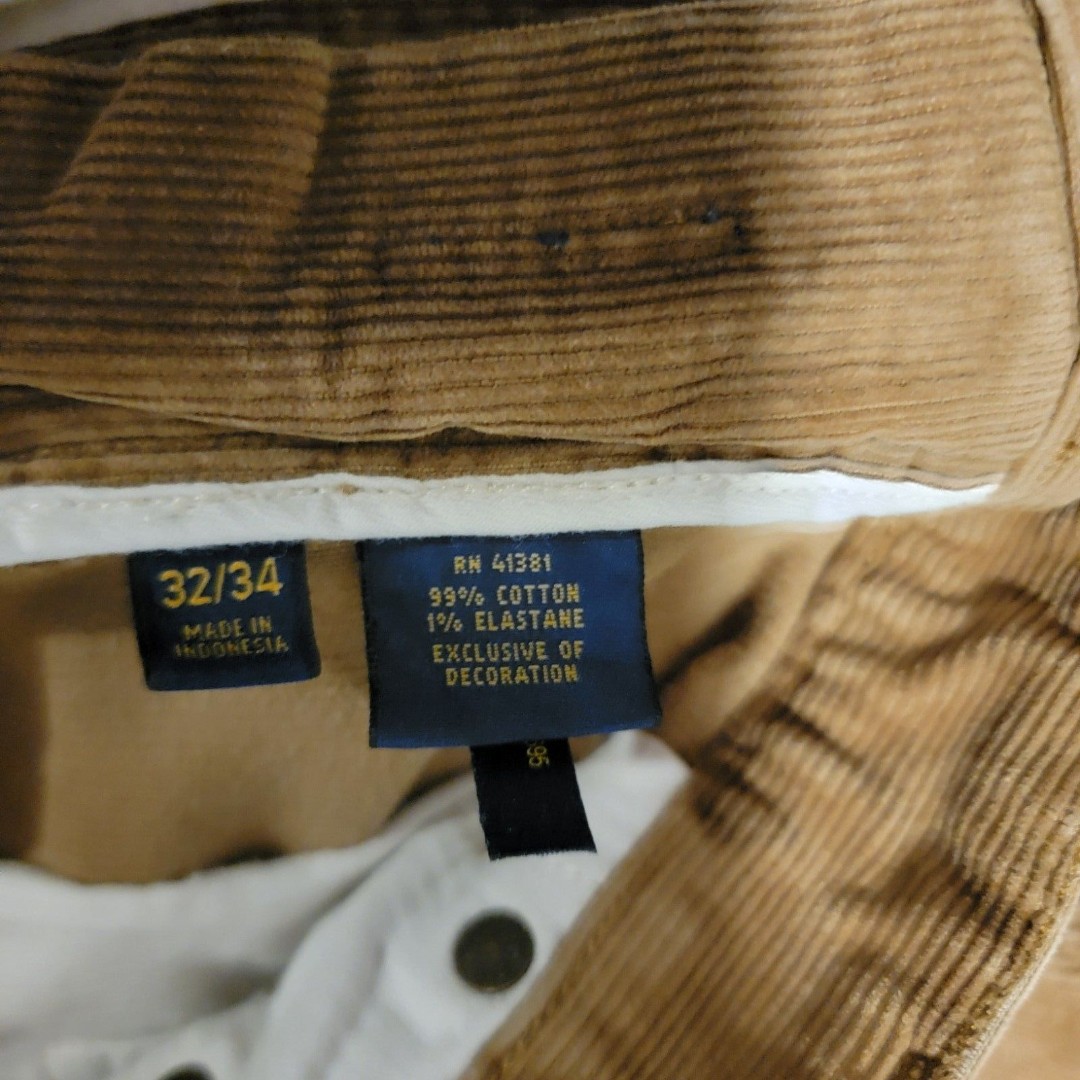 32/34
MADE IN
INDONESIA
RN 41381
99% COTTON
1% ELASTANE
EXCLUSIVE OF
DECORATION